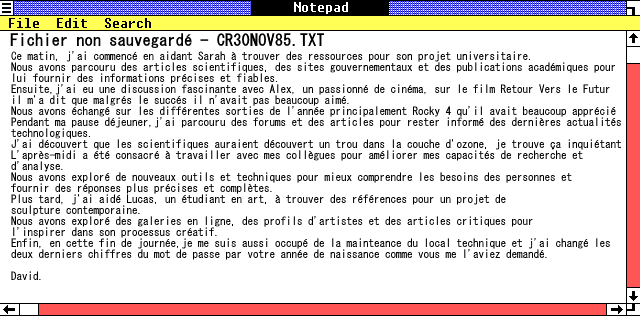 Notepad
File Edit Search
Fichier non sauvegardé - CR30NOV85.TXT
Ce matin, j'ai commencé en aidant Sarah à trouver des ressources pour son projet universitaire.
Nous avons parcouru des articles scientifiques, des sites gouvernementaux et des publications académiques pour
lui fournir des informations précises et fiables.
Ensuite,j'ai eu une discussion fascinante avec Alex, un passionné de cinéma, sur le film Retour Vers le Futur
il m'a dit que malgrés le succés il n'avait pas beaucoup aimé.
Nous avons échangé sur les différentes sorties de l'année principalement Rocky 4 qu'il avait beaucoup apprécié
Pendant ma pause déjeuner,j'ai parcouru des forums et des articles pour rester informé des dernières actualités
technologiques.
J'ai découvert que les scientifiques auraient découvert un trou dans la couche d'ozone, je trouve ça inquiétant
L'après-midi a été consacré à travailler avec mes collègues pour améliorer mes capacités de recherche et
d'analyse.
Nous avons exploré de nouveaux outils et techniques pour mieux comprendre les besoins des personnes et
fournir des réponses plus précises et complètes.
Plus tard, j'ai aidé Lucas, un étudiant en art, à trouver des références pour un projet de
sculpture contemporaine.
Nous avons exploré des galeries en ligne, des profils d'artistes et des articles critiques pour
l'inspirer dans son processus créatif.
Enfin, en cette fin de journée,je me suis aussi occupé de la mainteance du local technique et j'ai changé les
deux derniers chiffres du mot de passe par votre année de naissance comme vous me l'aviez demandé.
David.